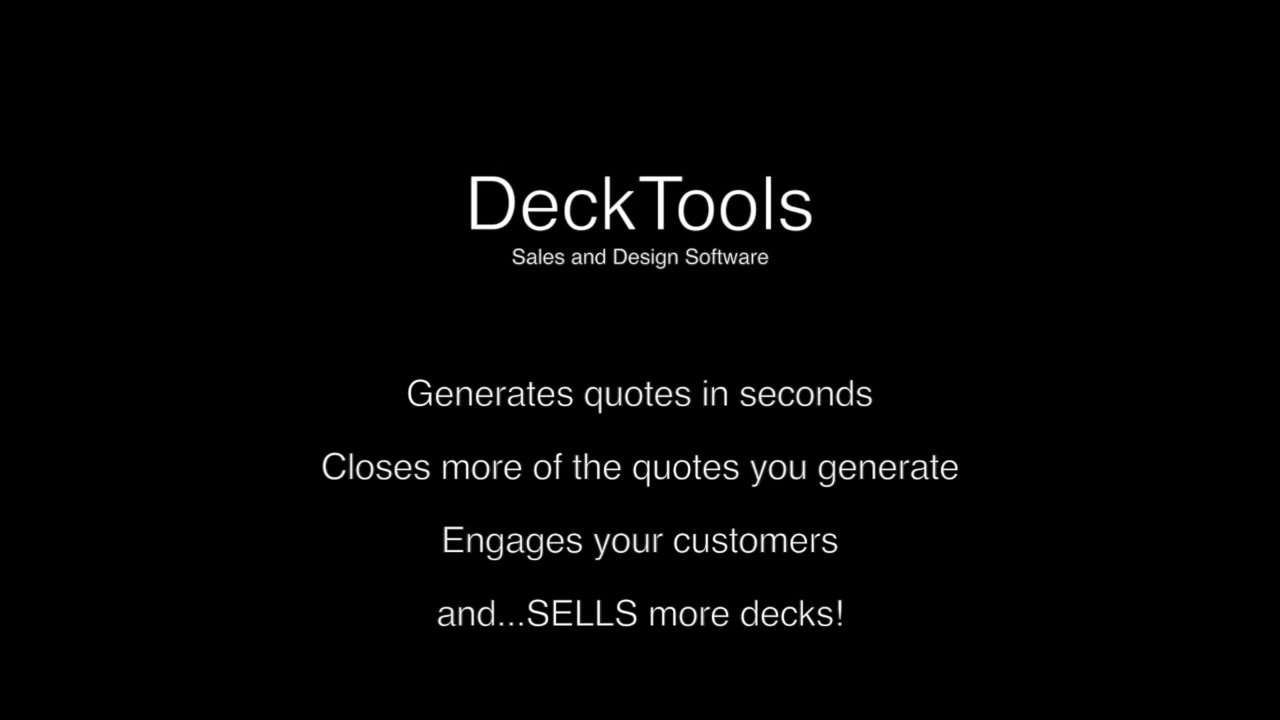 DeckTools
Sales and Design Software
Generates quotes in seconds
Closes more of the quotes you generate
Engages your customers
and...SELLS more decks!